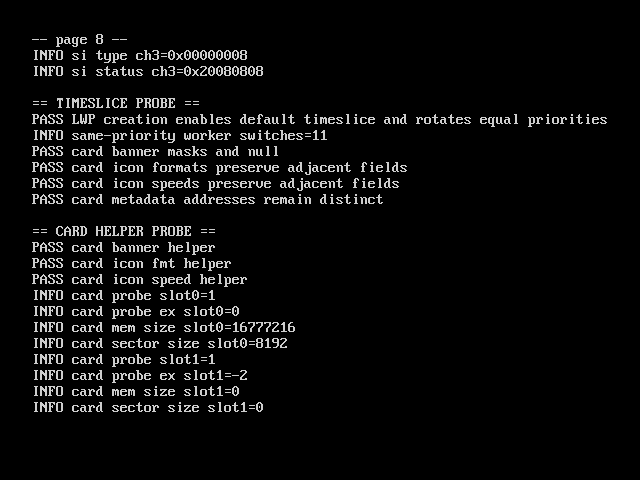 -- page 8 --
INFO si type ch3=0x00000008
INFO si status ch3=0x20080808
== TIMESLICE PROBE ==
PASS LWP creation enables default timeslice and rotates equal priorities
INFO same-priority worker switches=11
PASS card banner masks and null
PASS card icon formats preserve adjacent fields
PASS card icon speeds preserve adjacent fields
PASS card metadata addresses remain distinct
== CARD HELPER PROBE ==
PASS card banner helper
PASS card icon fmt helper
PASS card icon speed helper
INFO card probe slot0=1
INFO card probe ex slot0=0
INFO card mem size slot0=16777216
INFO card sector size slot0=8192
INFO card probe slot1=1
INFO card probe ex slot1=-2
INFO card mem size slot1=0
INFO card sector size slot1=0